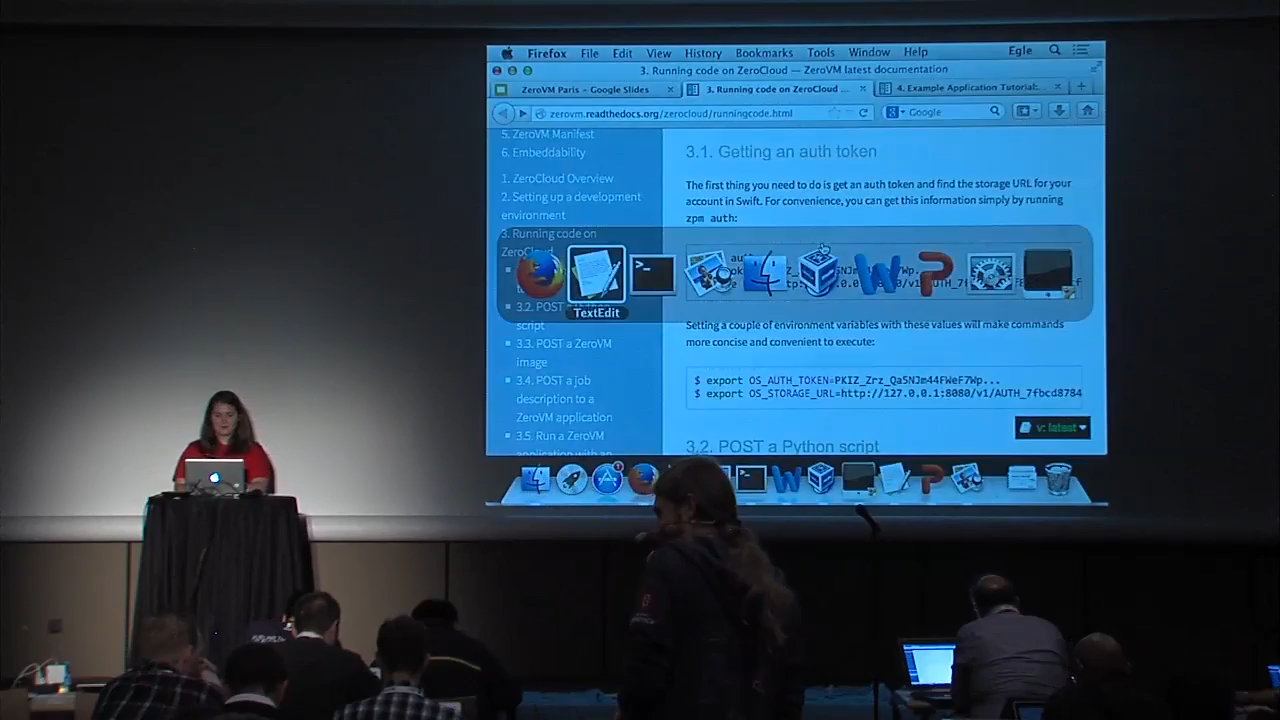 Firefox File Edit View History Bookmarks Tools Window Help Egle
3. Running code on ZeroCloud — ZeroVM latest documentation
ZeroVM Paris – Google Slides
3. Running code on ZeroCloud ...
4. Example Application Tutorial:...
zerovm.readthedocs.org/zerocloud/runningcode.html
Google
5. ZeroVM Manifest
6. Embeddability
1. ZeroCloud Overview
2. Setting up a development
environment
3. Running code on
ZeroCloud
3.2. POST a
script
3.3. POST a ZeroVM
image
3.4. POST a job
description to a
ZeroVM application
3.5. Run a ZeroVM
application with an
3.1. Getting an auth token
The first thing you need to do is get an auth token and find the storage URL for your
account in Swift. For convenience, you can get this information simply by running
zpm auth:
TextEdit
Setting a couple of environment variables with these values will make commands
more concise and convenient to execute:
$ export OS_AUTH_TOKEN=PKIZ_Zrz_Qa5NJm44FWeF7Wp...
$ export OS_STORAGE_URL=http://127.0.0.1:8080/v1/AUTH_7fbcd8784
v: latest
3.2. POST a Python script